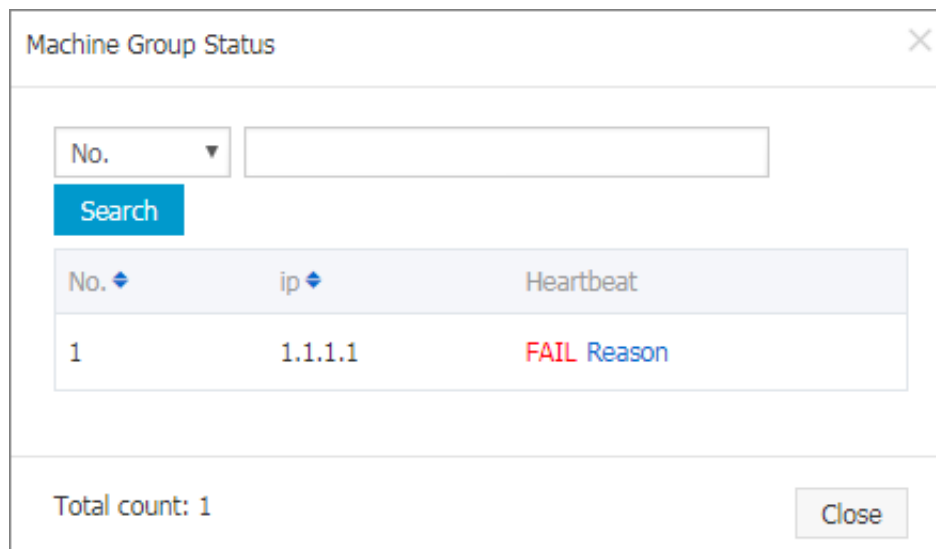 Machine Group Status
No.
Search
No. ip Heartbeat
1 1.1.1.1 FAIL Reason
Total count: 1
Close